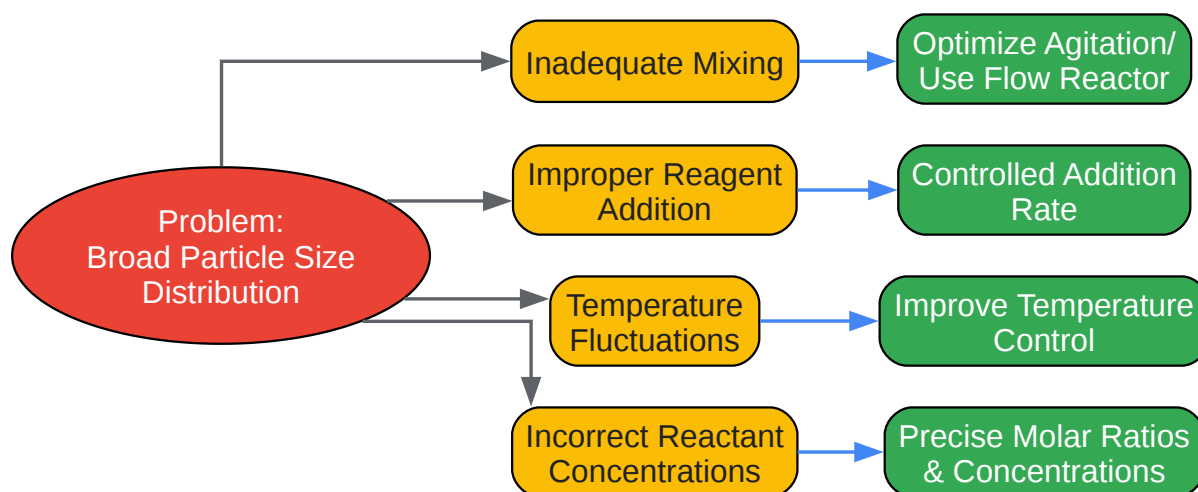 Problem:
Broad Particle Size
Distribution
Inadequate Mixing
Optimize Agitation/
Use Flow Reactor
Improper Reagent
Addition
Controlled Addition
Rate
Temperature
Fluctuations
Improve Temperature
Control
Incorrect Reactant
Concentrations
Precise Molar Ratios
& Concentrations